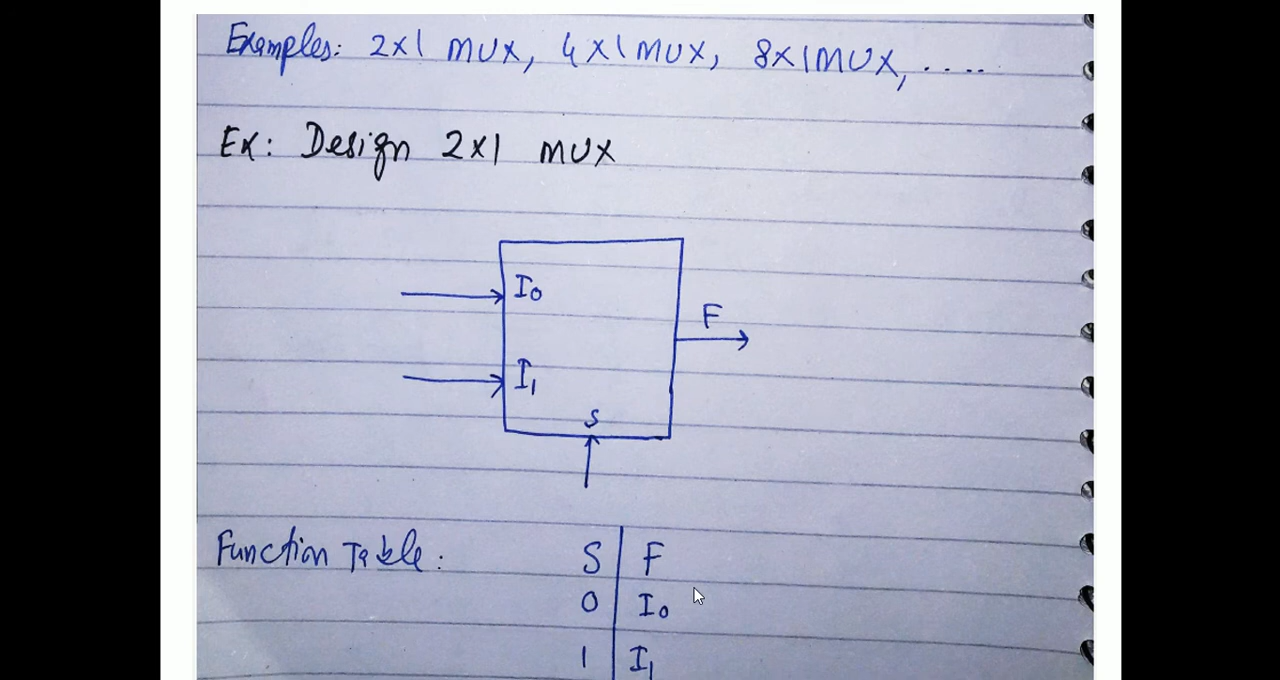 Examples: 2x1 MUX, 4x1 MUX, 8x1 MUX, ....
Ex: Design 2x1 MUX
I0
F
I1
S
Function Table:
S F
0 I0
1 I1